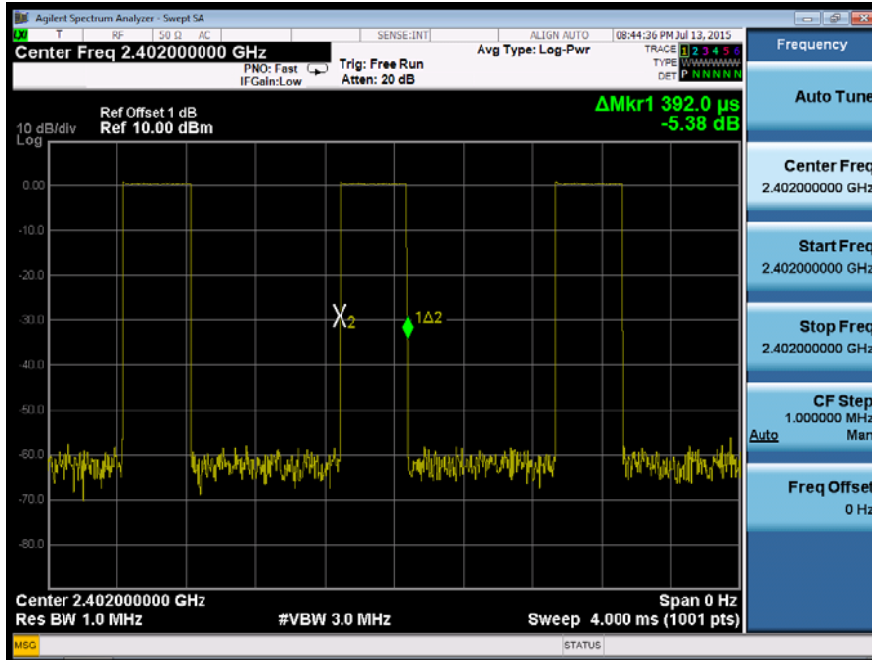 Agilent Spectrum Analyzer - Swept SA
T RF 50 Ω AC SENSE:INT ALIGN AUTO 08:44:36 PM Jul 13, 2015
Center Freq 2.402000000 GHz
PNO: Fast
IFGain:Low
Trig: Free Run
Atten: 20 dB
Avg Type: Log-Pwr
TRACE 1 2 3 4 5 6
TYPE WWWWWW
DET P N N N N N
Ref Offset 1 dB
10 dB/div Ref 10.00 dBm
Log
ΔMkr1 392.0 µs
-5.38 dB
0.00
-10.0
-20.0
-30.0
-40.0
-50.0
-60.0
-70.0
-80.0
X2
1Δ2
Center 2.402000000 GHz Span 0 Hz
Res BW 1.0 MHz #VBW 3.0 MHz Sweep 4.000 ms (1001 pts)
MSG STATUS
Frequency
Auto Tune
Center Freq
2.402000000 GHz
Start Freq
2.402000000 GHz
Stop Freq
2.402000000 GHz
CF Step
1.000000 MHz
Auto Man
Freq Offset
0 Hz